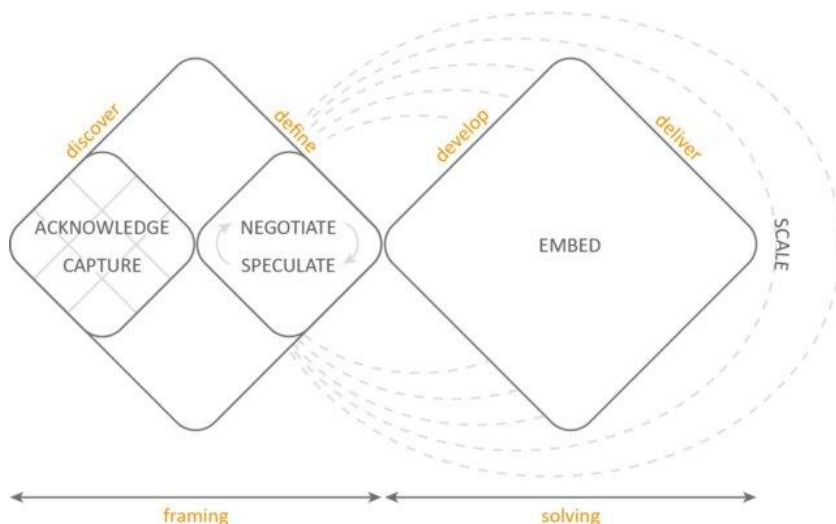 discover
define
develop
deliver
ACKNOWLEDGE
CAPTURE
NEGOTIATE
SPECULATE
EMBED
SCALE
framing
solving